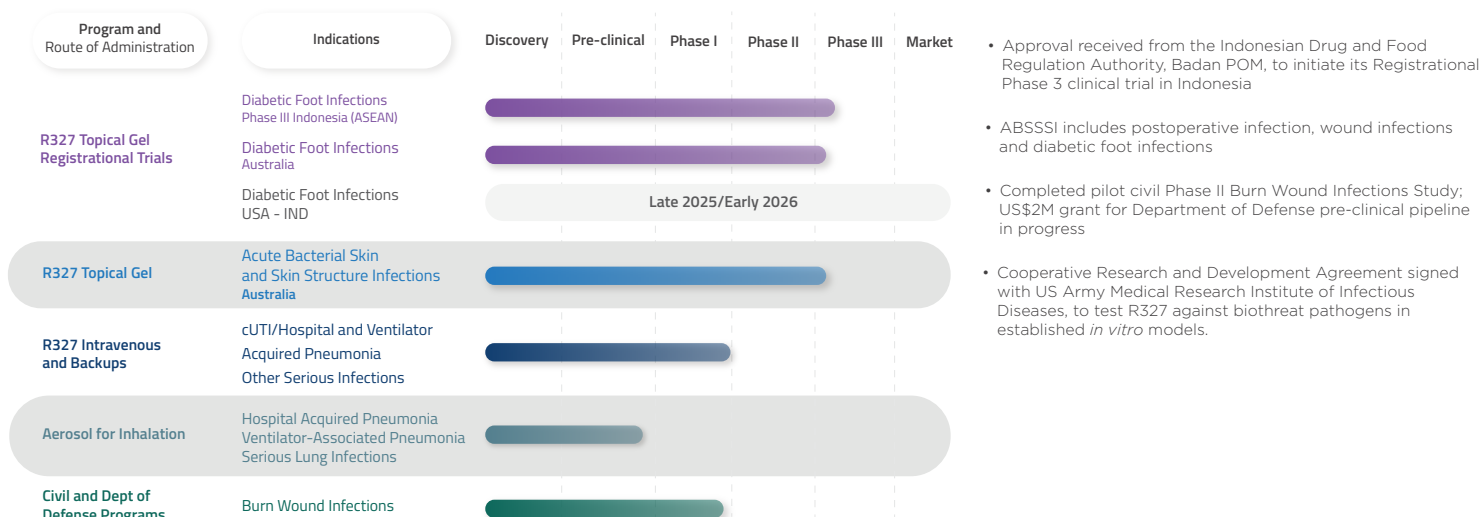 Program and
Route of Administration
Indications
Discovery
Pre-clinical
Phase I
Phase II
Phase III
Market
R327 Topical Gel
Registrational Trials
Diabetic Foot Infections
Phase III Indonesia (ASEAN)
Diabetic Foot Infections
Australia
Diabetic Foot Infections
USA - IND
Late 2025/Early 2026
R327 Topical Gel
Acute Bacterial Skin
and Skin Structure Infections
Australia
R327 Intravenous
and Backups
cUTI/Hospital and Ventilator
Acquired Pneumonia
Other Serious Infections
Aerosol for Inhalation
Hospital Acquired Pneumonia
Ventilator-Associated Pneumonia
Serious Lung Infections
Civil and Dept of
Defense Programs
Burn Wound Infections
• Approval received from the Indonesian Drug and Food
Regulation Authority, Badan POM, to initiate its Registrational
Phase 3 clinical trial in Indonesia
• ABSSSI includes postoperative infection, wound infections
and diabetic foot infections
• Completed pilot civil Phase II Burn Wound Infections Study;
US$2M grant for Department of Defense pre-clinical pipeline
in progress
• Cooperative Research and Development Agreement signed
with US Army Medical Research Institute of Infectious
Diseases, to test R327 against biothreat pathogens in
established in vitro models.